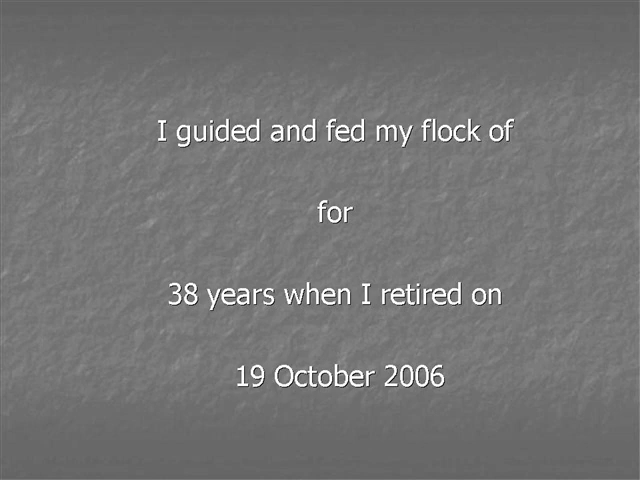 I guided and fed my flock of
for
38 years when I retired on
19 October 2006